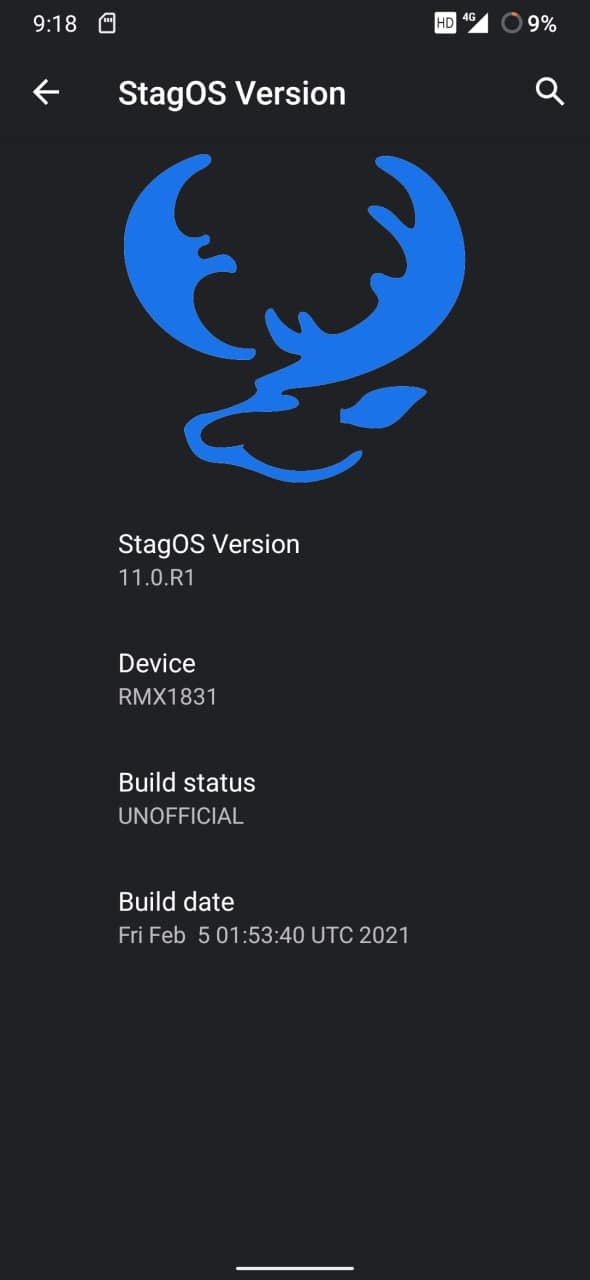 9:18 HD 4G 9%
StagOS Version
StagOS Version
11.0.R1
Device
RMX1831
Build status
UNOFFICIAL
Build date
Fri Feb  5 01:53:40 UTC 2021